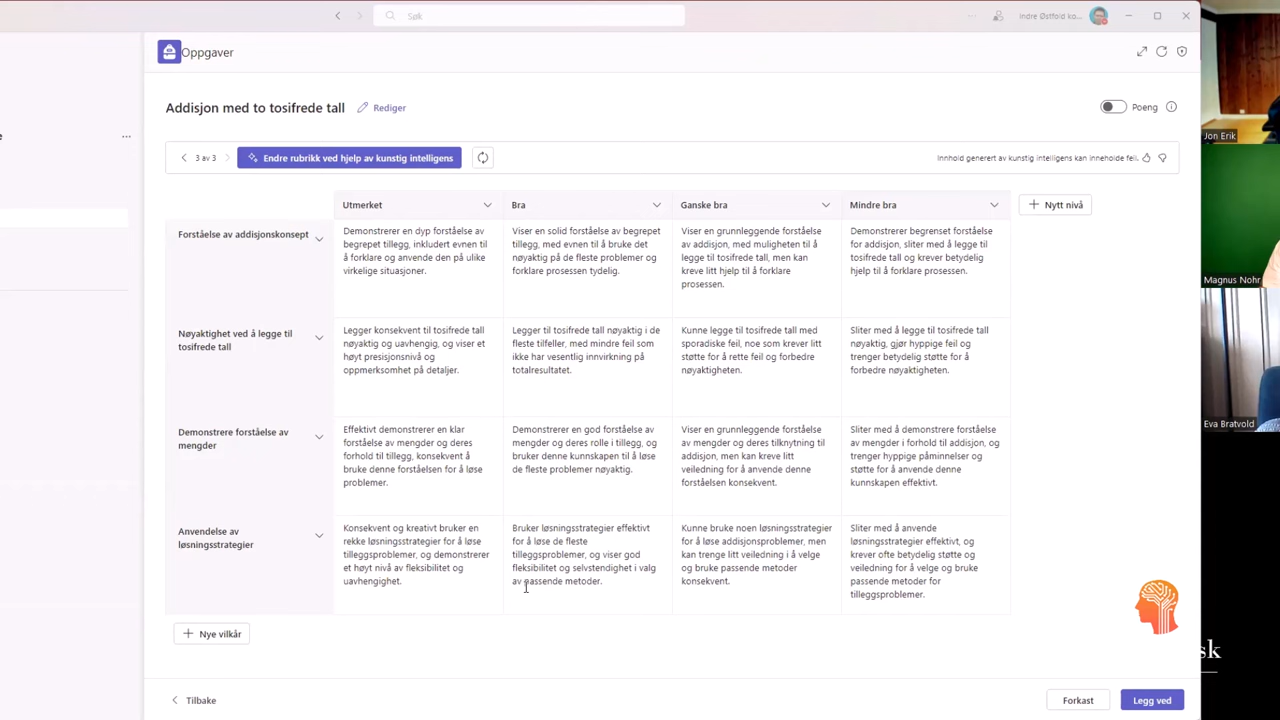 Søk
···
Indre Østfold ko...
Oppgaver
Addisjon med to tosifrede tall
Rediger
Poeng
3 av 3
Endre rubrikk ved hjelp av kunstig intelligens
Innhold generert av kunstig intelligens kan inneholde feil.
Utmerket
Bra
Ganske bra
Mindre bra
Nytt nivå
Forståelse av addisjonskonsept
Demonstrerer en dyp forståelse av
begrepet tillegg, inkludert evnen til
å forklare og anvende den på ulike
virkelige situasjoner.
Viser en solid forståelse av begrepet
tillegg, med evnen til å bruke det
nøyaktig på de fleste problemer og
forklare prosessen tydelig.
Viser en grunnleggende forståelse
av addisjon, med muligheten til å
legge til tosifrede tall, men kan
kreve litt hjelp til å forklare
prosessen.
Demonstrerer begrenset forståelse
for addisjon, sliter med å legge til
tosifrede tall og krever betydelig
hjelp til å forklare prosessen.
Nøyaktighet ved å legge til
tosifrede tall
Legger konsekvent til tosifrede tall
nøyaktig og uavhengig, og viser et
høyt presisjonsnivå og
oppmerksomhet på detaljer.
Legger til tosifrede tall nøyaktig i de
fleste tilfeller, med mindre feil som
ikke har vesentlig innvirkning på
totalresultatet.
Kunne legge til tosifrede tall med
sporadiske feil, noe som krever litt
støtte for å rette feil og forbedre
nøyaktigheten.
Sliter med å legge til tosifrede tall
nøyaktig, gjør hyppige feil og
trenger betydelig støtte for å
forbedre nøyaktigheten.
Demonstrere forståelse av
mengder
Effektivt demonstrerer en klar
forståelse av mengder og deres
forhold til tillegg, konsekvent å
bruke denne forståelsen for å løse
problemer.
Demonstrerer en god forståelse av
mengder og deres rolle i tillegg, og
bruker denne kunnskapen til å løse
de fleste problemer nøyaktig.
Viser en grunnleggende forståelse
av mengder og deres tilknytning til
addisjon, men kan kreve litt
veiledning for å anvende denne
forståelsen konsekvent.
Sliter med å demonstrere forståelse
av mengder i forhold til addisjon, og
trenger hyppige påminnelser og
støtte for å anvende denne
kunnskapen effektivt.
Anvendelse av
løsningsstrategier
Konsekvent og kreativt bruker en
rekke løsningsstrategier for å løse
tilleggsproblemer, og demonstrerer
et høyt nivå av fleksibilitet og
uavhengighet.
Bruker løsningsstrategier effektivt
for å løse de fleste
tilleggsproblemer, og viser god
fleksibilitet og selvstendighet i valg
av passende metoder.
Kunne bruke noen løsningsstrategier
for å løse addisjonsproblemer, men
kan trenge litt veiledning i å velge
og bruke passende metoder
konsekvent.
Sliter med å anvende
løsningsstrategier effektivt, og
krever ofte betydelig støtte og
veiledning for å velge og bruke
passende metoder for
tilleggsproblemer.
Nye vilkår
Tilbake
Forkast
Legg ved
Jon Erik
Magnus Nohr
Eva Bratvold
sk